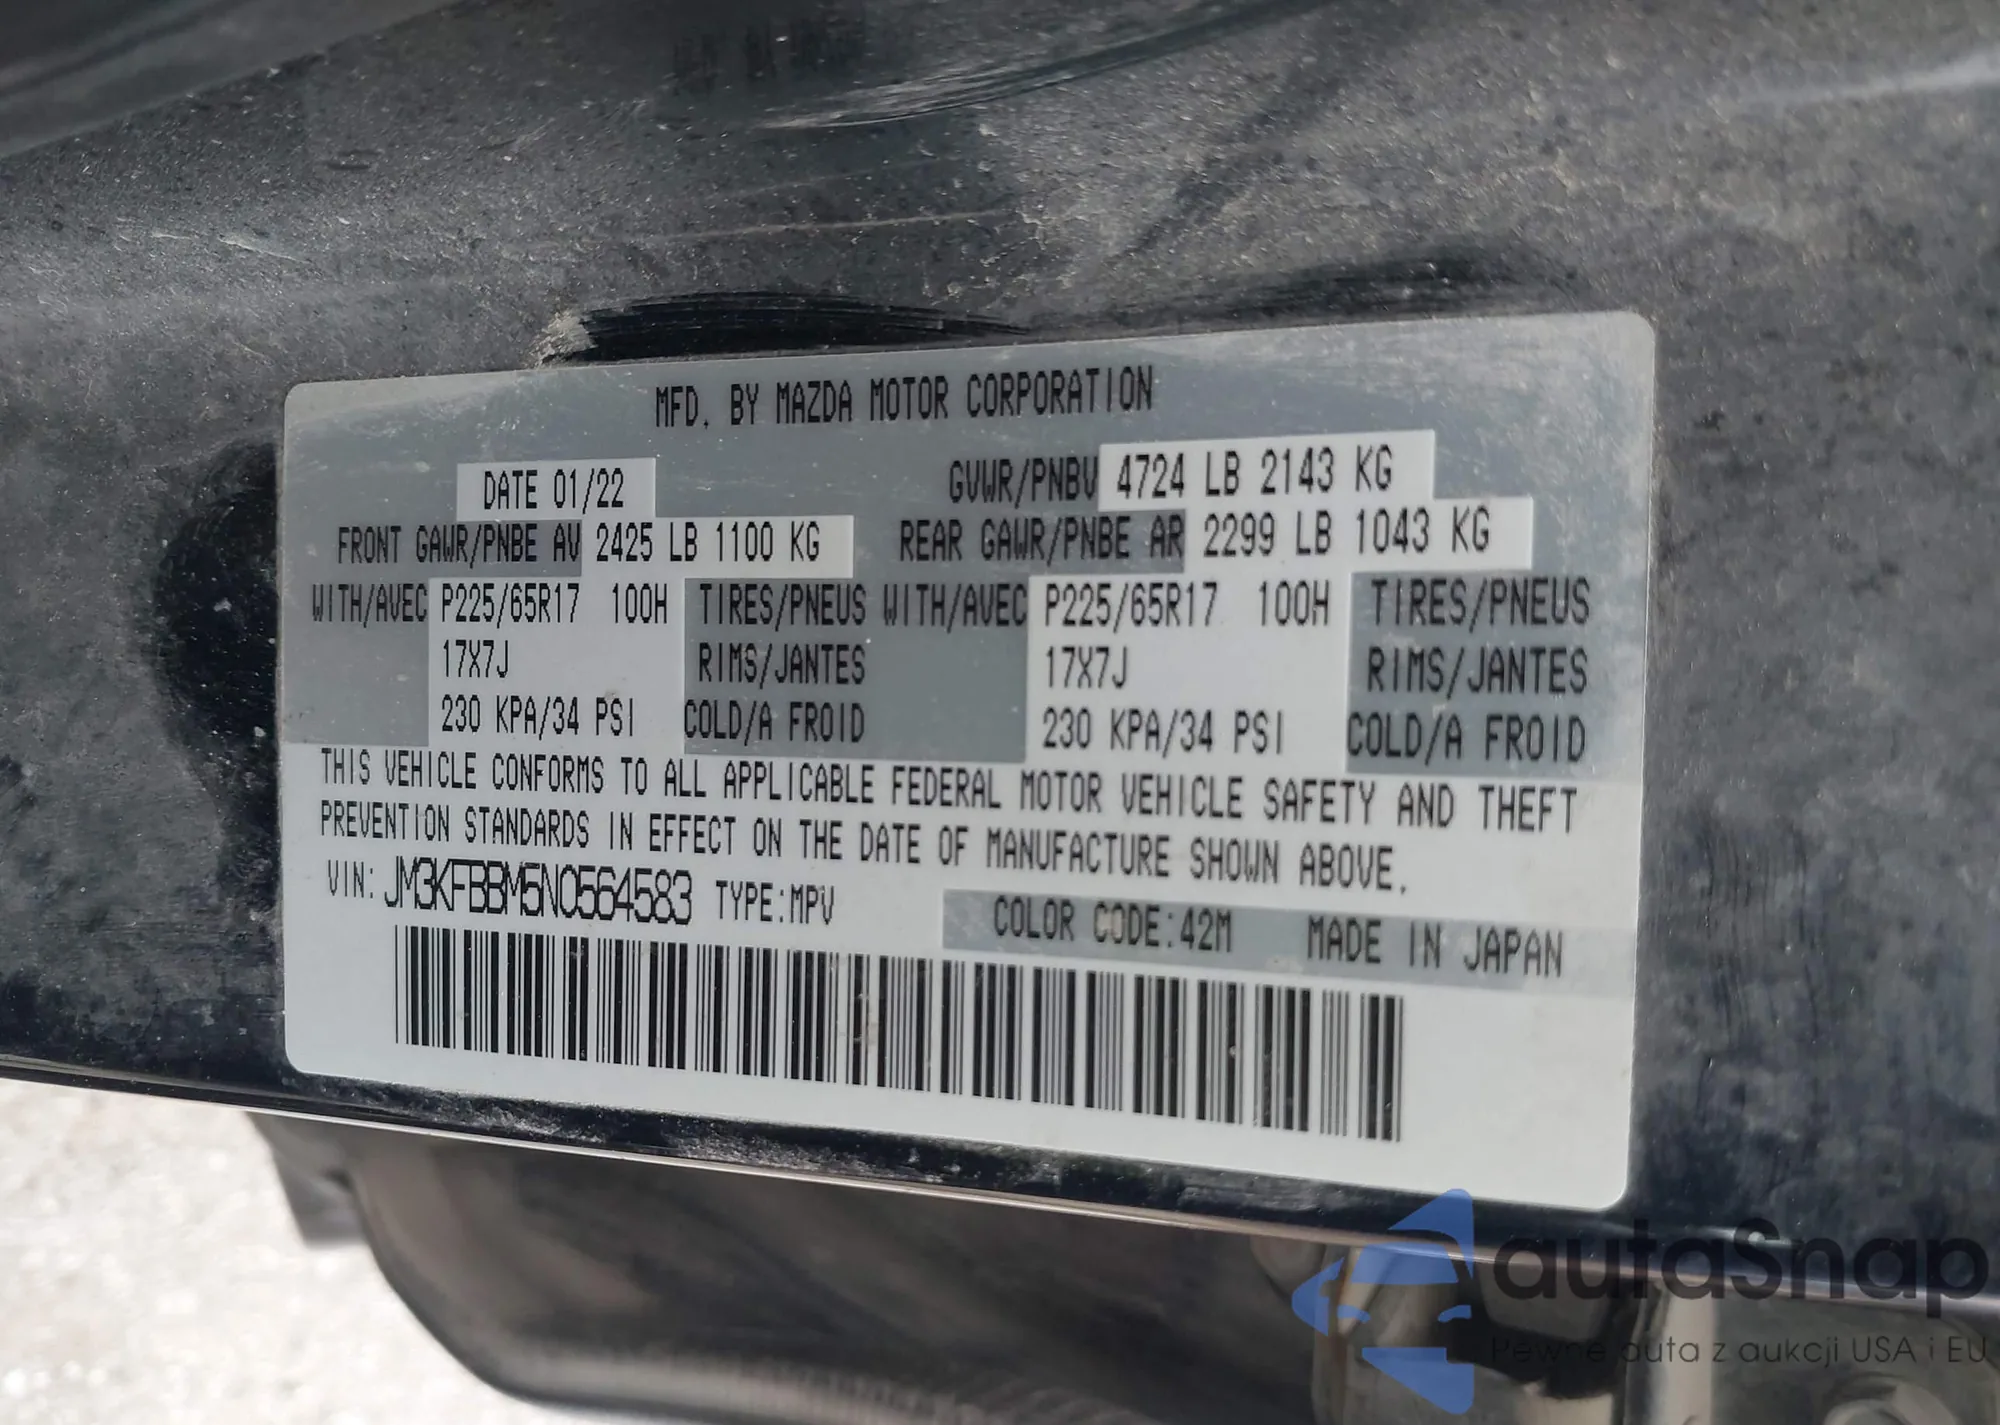 MFD. BY MAZDA MOTOR CORPORATION
DATE 01/22 GVWR/PNBV 4724 LB 2143 KG
FRONT GAWR/PNBE AV 2425 LB 1100 KG REAR GAWR/PNBE AR 2299 LB 1043 KG
WITH/AVEC P225/65R17 100H TIRES/PNEUS WITH/AVEC P225/65R17 100H TIRES/PNEUS
17X7J RIMS/JANTES 17X7J RIMS/JANTES
230 KPA/34 PSI COLD/A FROID 230 KPA/34 PSI COLD/A FROID
THIS VEHICLE CONFORMS TO ALL APPLICABLE FEDERAL MOTOR VEHICLE SAFETY AND THEFT
PREVENTION STANDARDS IN EFFECT ON THE DATE OF MANUFACTURE SHOWN ABOVE.
VIN: JM3KFBBM5N0564583 TYPE:MPV COLOR CODE:42M MADE IN JAPAN
autaSnap
Pewne auta z aukcji USA i EU